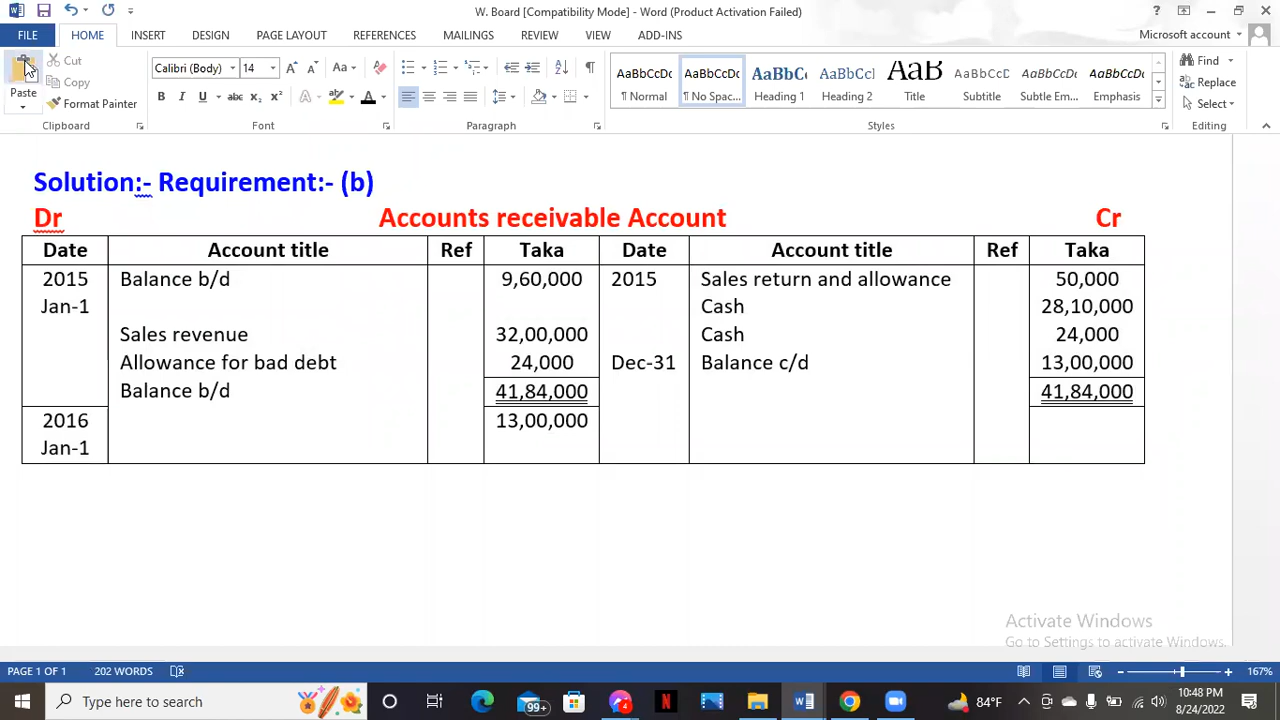 W. Board [Compatibility Mode] - Word (Product Activation Failed)
FILE HOME INSERT DESIGN PAGE LAYOUT REFERENCES MAILINGS REVIEW VIEW ADD-INS Microsoft account
Paste
Cut
Copy
Format Painter
Clipboard
Calibri (Body) 14
Font
Paragraph
AaBbCcDc AaBbCcDc AaBbCc AaBbCcC AaB AaBbCcD AaBbCcDc AaBbCcDc
¶ Normal ¶ No Spac... Heading 1 Heading 2 Title Subtitle Subtle Em... Emphasis
Styles
Find
Replace
Select
Editing
Solution:- Requirement:- (b)
Dr Accounts receivable Account Cr
Date Account title Ref Taka Date Account title Ref Taka
2015 Balance b/d 9,60,000 2015 Sales return and allowance 50,000
Jan-1 Cash 28,10,000
Sales revenue 32,00,000 Cash 24,000
Allowance for bad debt 24,000 Dec-31 Balance c/d 13,00,000
Balance b/d 41,84,000 41,84,000
2016 13,00,000
Jan-1
Activate Windows
Go to Settings to activate Windows.
PAGE 1 OF 1 202 WORDS 167%
Type here to search
99+
4
N
84°F
10:48 PM
8/24/2022